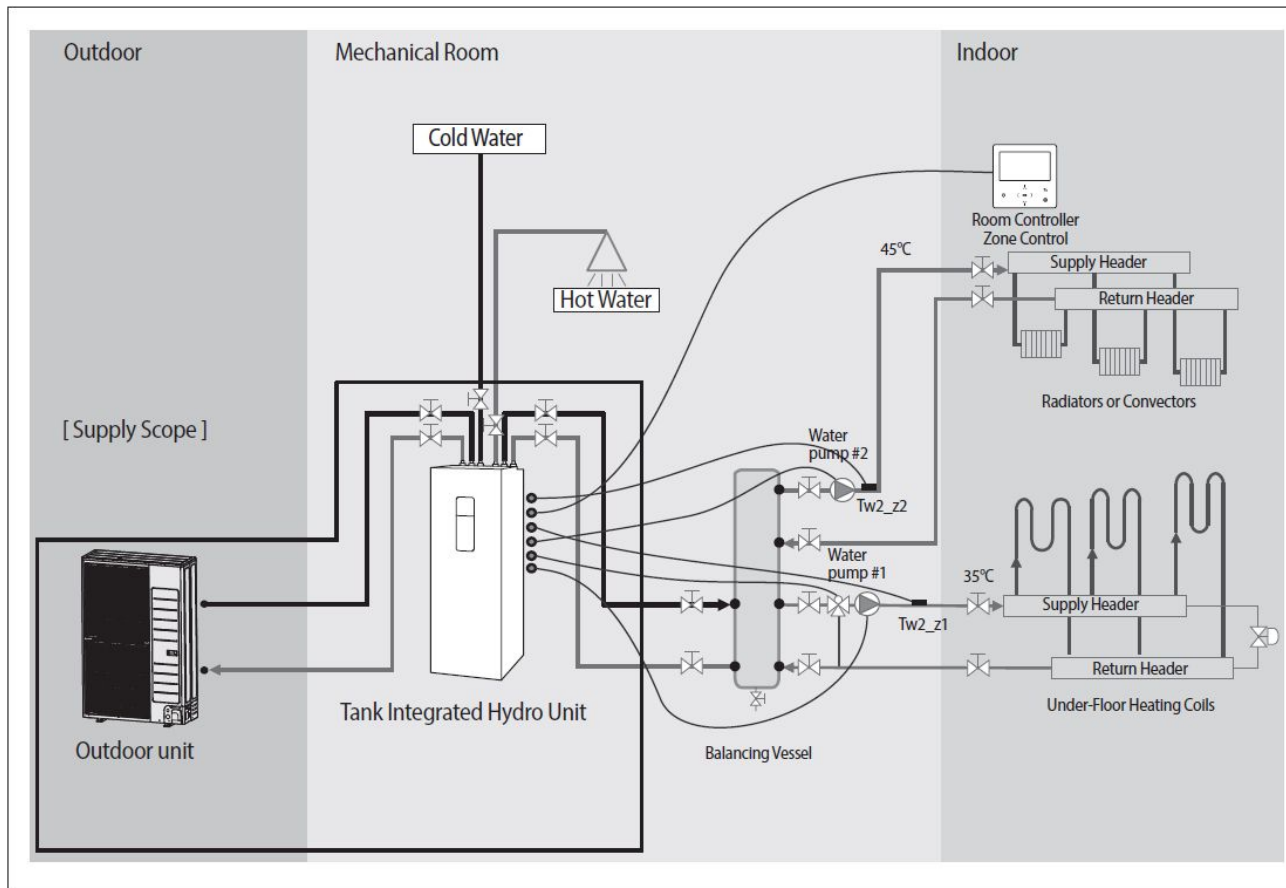 Outdoor
Mechanical Room
Indoor
Cold Water
Hot Water
Room Controller
Zone Control
45℃
Supply Header
Return Header
Radiators or Convectors
[ Supply Scope ]
Water
pump #2
Tw2_z2
Water
pump #1
35℃
Tw2_z1
Supply Header
Return Header
Under-Floor Heating Coils
Tank Integrated Hydro Unit
Outdoor unit
Balancing Vessel